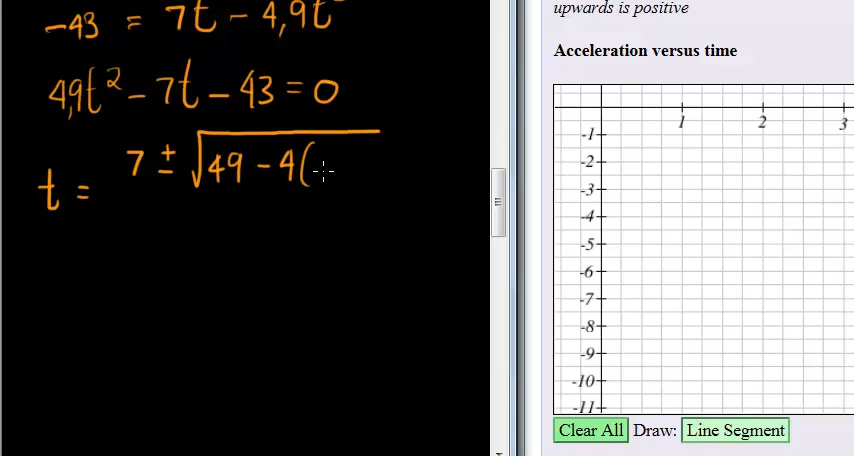 -43 = 7t - 4,9t
4,9t² - 7t - 43 = 0
t = 7 ± √49 - 4(
upwards is positive
Acceleration versus time
1 2 3
-1
-2
-3
-4
-5
-6
-7
-8
-9
-10
-11
Clear All Draw: Line Segment